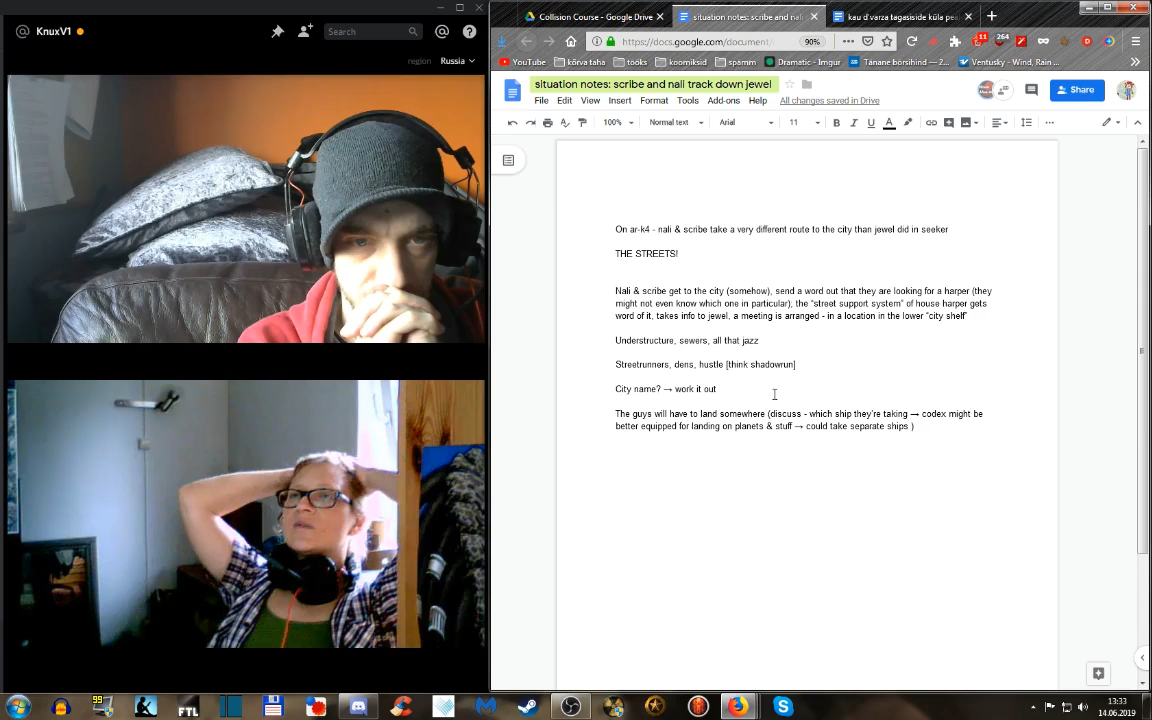 KnuxV1
Search
region Russia
Collision Course - Google Drive
situation notes: scribe and nali
kau d'varza tagasiside küla pea
https://docs.google.com/document/
90%
11
264
YouTube
kõrva taha
tööks
koomiksid
spamm
Dramatic - Imgur
Tänane börsihind — 2...
Ventusky - Wind, Rain ...
situation notes: scribe and nali track down jewel
File Edit View Insert Format Tools Add-ons Help All changes saved in Drive
Share
100% Normal text Arial 11 B I U A
On ar-k4 - nali & scribe take a very different route to the city than jewel did in seeker
THE STREETS!
Nali & scribe get to the city (somehow), send a word out that they are looking for a harper (they
might not even know which one in particular); the “street support system” of house harper gets
word of it, takes info to jewel, a meeting is arranged - in a location in the lower “city shelf”
Understructure, sewers, all that jazz
Streetrunners, dens, hustle [think shadowrun]
City name? → work it out
The guys will have to land somewhere (discuss - which ship they’re taking → codex might be
better equipped for landing on planets & stuff → could take separate ships )
99
FTL
13:33
14.06.2019